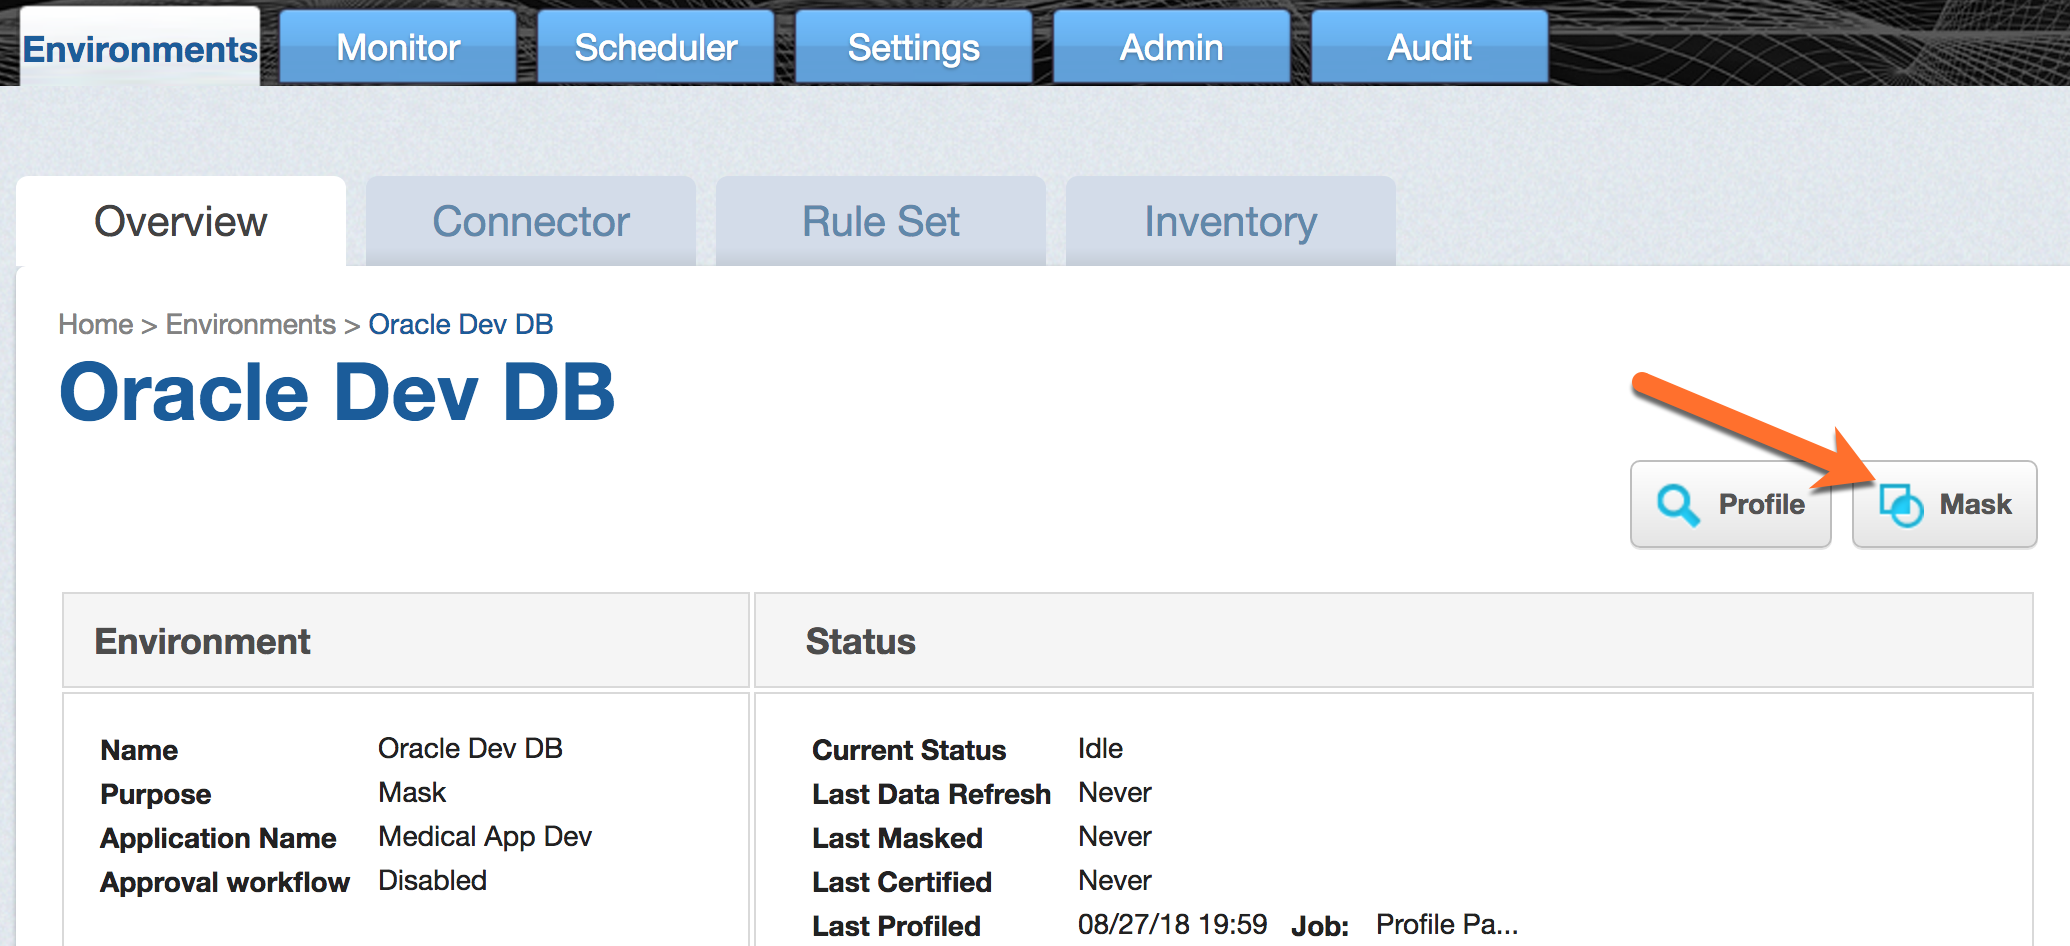 Environments Monitor Scheduler Settings Admin Audit
Overview Connector Rule Set Inventory
Home > Environments > Oracle Dev DB
Oracle Dev DB
Profile Mask
Environment Status
Name Oracle Dev DB Current Status Idle
Purpose Mask Last Data Refresh Never
Application Name Medical App Dev Last Masked Never
Approval workflow Disabled Last Certified Never
Last Profiled 08/27/18 19:59 Job: Profile Pa...